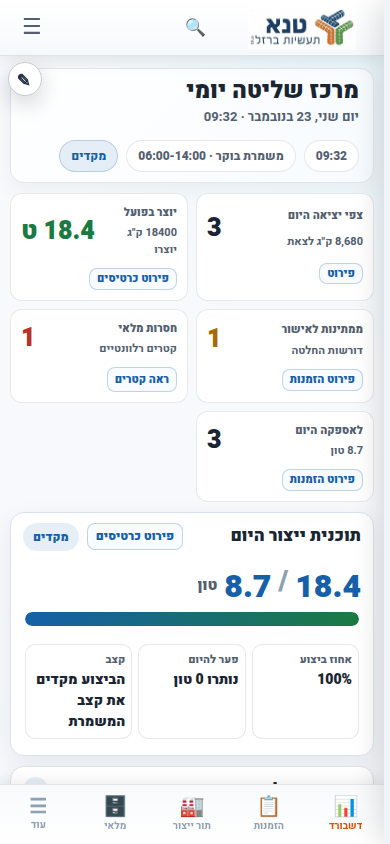 טנא
תעשיות ברזל
מרכז שליטה יומי
יום שני, 23 בנובמבר · 09:32
09:32
משמרת בוקר · 06:00-14:00
מקדים
צפי יציאה היום
3
8,680 ק"ג לצאת
פירוט
יוצר בפועל
18.4 ט
18400 ק"ג
יוצרו
פירוט כרטיסים
ממתינות לאישור
1
דורשות החלטה
פירוט הזמנות
חסרות מלאי
1
קטרים רלוונטיים
ראה קטרים
לאספקה היום
3
8.7 טון
פירוט הזמנות
תוכנית ייצור היום
פירוט כרטיסים
מקדים
18.4 / 8.7 טון
אחוז ביצוע
100%
פער להיום
נותרו 0 טון
קצב
הביצוע מקדים
את קצב
המשמרת
דשבורד
הזמנות
תור ייצור
מלאי
עוד